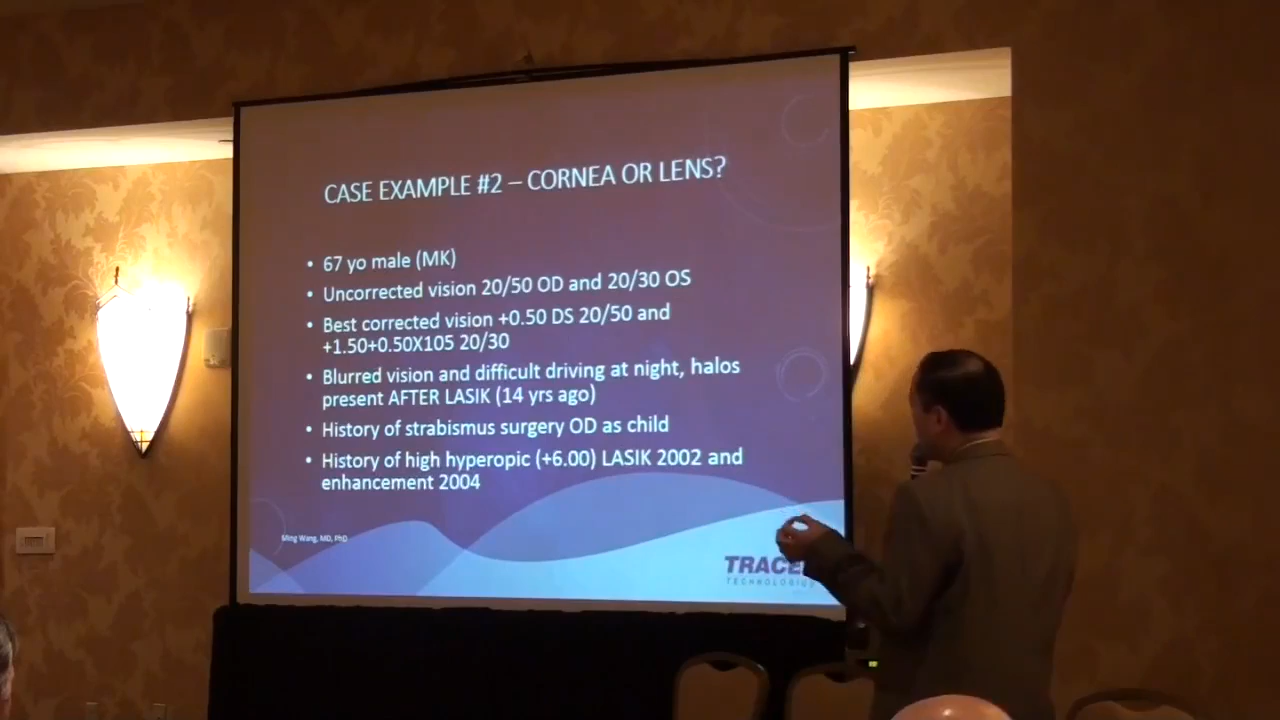 CASE EXAMPLE #2 – CORNEA OR LENS?
• 67 yo male (MK)
• Uncorrected vision 20/50 OD and 20/30 OS
• Best corrected vision +0.50 DS 20/50 and
+1.50+0.50X105 20/30
• Blurred vision and difficult driving at night, halos
present AFTER LASIK (14 yrs ago)
• History of strabismus surgery OD as child
• History of high hyperopic (+6.00) LASIK 2002 and
enhancement 2004
Ming Wang, MD, PhD